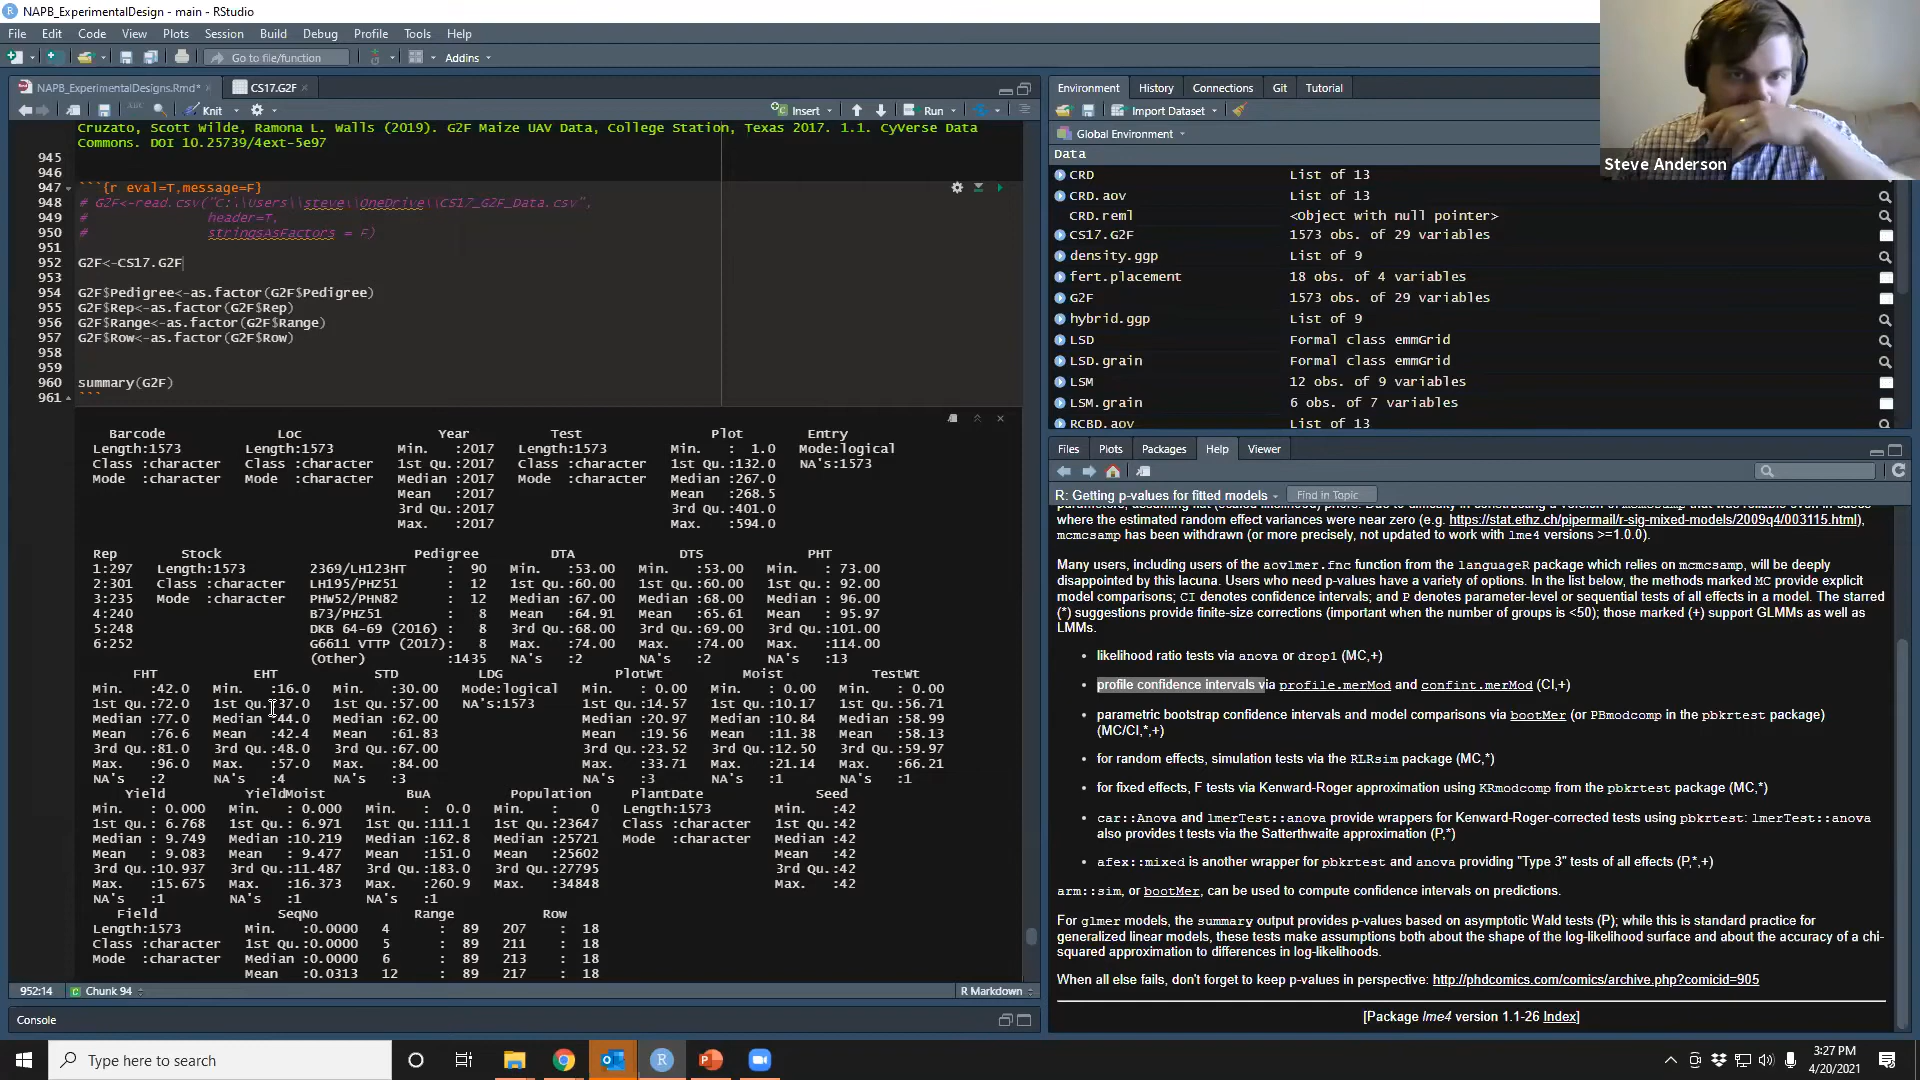 NAPB_ExperimentalDesign - main - RStudio
File Edit Code View Plots Session Build Debug Profile Tools Help
Go to file/function Addins
NAPB_ExperimentalDesigns.Rmd* CS17.G2F
Knit Insert Run
Cruzato, Scott Wilde, Ramona L. Walls (2019). G2F Maize UAV Data, College Station, Texas 2017. 1.1. CyVerse Data
Commons. DOI 10.25739/4ext-5e97
945
946
947 ```{r eval=T,message=F}
948 # G2F<-read.csv("C:\\Users\\steve\\OneDrive\\CS17_G2F_Data.csv",
949 # header=T,
950 # stringsAsFactors = F)
951
952 G2F<-CS17.G2F
953
954 G2F$Pedigree<-as.factor(G2F$Pedigree)
955 G2F$Rep<-as.factor(G2F$Rep)
956 G2F$Range<-as.factor(G2F$Range)
957 G2F$Row<-as.factor(G2F$Row)
958
959
960 summary(G2F)
961 ```
Barcode Loc Year Test Plot Entry
Length:1573 Length:1573 Min. :2017 Length:1573 Min. : 1.0 Mode:logical
Class :character Class :character 1st Qu.:2017 Class :character 1st Qu.:132.0 NA's:1573
Mode :character Mode :character Median :2017 Mode :character Median :267.0
Mean :2017 Mean :268.5
3rd Qu.:2017 3rd Qu.:401.0
Max. :2017 Max. :594.0
Rep Stock Pedigree DTA DTS PHT
1:297 Length:1573 2369/LH123HT : 90 Min. :53.00 Min. :53.00 Min. : 73.00
2:301 Class :character LH195/PHZ51 : 12 1st Qu.:60.00 1st Qu.:60.00 1st Qu.: 92.00
3:235 Mode :character PHW52/PHN82 : 12 Median :67.00 Median :68.00 Median : 96.00
4:240 B73/PHZ51 : 8 Mean :64.91 Mean :65.61 Mean : 95.97
5:248 DKB 64-69 (2016) : 8 3rd Qu.:68.00 3rd Qu.:69.00 3rd Qu.:101.00
6:252 G6611 VTTP (2017): 8 Max. :74.00 Max. :74.00 Max. :114.00
(Other) :1435 NA's :2 NA's :2 NA's :13
FHT EHT STD LDG PlotWt Moist TestWt
Min. :42.0 Min. :16.0 Min. :30.00 Mode:logical Min. : 0.00 Min. : 0.00 Min. : 0.00
1st Qu.:72.0 1st Qu.:37.0 1st Qu.:57.00 NA's:1573 1st Qu.:14.57 1st Qu.:10.17 1st Qu.:56.71
Median :77.0 Median :44.0 Median :62.00 Median :20.97 Median :10.84 Median :58.99
Mean :76.6 Mean :42.4 Mean :61.83 Mean :19.56 Mean :11.38 Mean :58.13
3rd Qu.:81.0 3rd Qu.:48.0 3rd Qu.:67.00 3rd Qu.:23.52 3rd Qu.:12.50 3rd Qu.:59.97
Max. :96.0 Max. :57.0 Max. :84.00 Max. :33.71 Max. :21.14 Max. :66.21
NA's :2 NA's :4 NA's :3 NA's :3 NA's :1 NA's :1
Yield YieldMoist BuA Population PlantDate Seed
Min. : 0.000 Min. : 0.000 Min. : 0.0 Min. : 0 Length:1573 Min. :42
1st Qu.: 6.768 1st Qu.: 6.971 1st Qu.:111.1 1st Qu.:23647 Class :character 1st Qu.:42
Median : 9.749 Median :10.219 Median :162.8 Median :25721 Mode :character Median :42
Mean : 9.083 Mean : 9.477 Mean :151.0 Mean :25602 Mean :42
3rd Qu.:10.937 3rd Qu.:11.487 3rd Qu.:183.0 3rd Qu.:27795 3rd Qu.:42
Max. :15.675 Max. :16.373 Max. :260.9 Max. :34848 Max. :42
NA's :1 NA's :1 NA's :1
Field SeqNo Range Row
Length:1573 Min. :0.0000 4 : 89 207 : 18
Class :character 1st Qu.:0.0000 5 : 89 211 : 18
Mode :character Median :0.0000 6 : 89 213 : 18
Mean :0.0313 12 : 89 217 : 18
952:14 Chunk 94 R Markdown
Console
Environment History Connections Git Tutorial
Import Dataset
Global Environment
Data
CRD List of 13
CRD.aov List of 13
CRD.reml <Object with null pointer>
CS17.G2F 1573 obs. of 29 variables
density.ggp List of 9
fert.placement 18 obs. of 4 variables
G2F 1573 obs. of 29 variables
hybrid.ggp List of 9
LSD Formal class emmGrid
LSD.grain Formal class emmGrid
LSM 12 obs. of 9 variables
LSM.grain 6 obs. of 7 variables
RCBD.aov List of 13
Steve Anderson
Files Plots Packages Help Viewer
R: Getting p-values for fitted models Find in Topic
where the estimated random effect variances were near zero (e.g. https://stat.ethz.ch/pipermail/r-sig-mixed-models/2009q4/003115.html),
mcmcsamp has been withdrawn (or more precisely, not updated to work with lme4 versions >=1.0.0).
Many users, including users of the aovlmer.fnc function from the languageR package which relies on mcmcsamp, will be deeply
disappointed by this lacuna. Users who need p-values have a variety of options. In the list below, the methods marked MC provide explicit
model comparisons; CI denotes confidence intervals; and P denotes parameter-level or sequential tests of all effects in a model. The starred
(*) suggestions provide finite-size corrections (important when the number of groups is <50); those marked (+) support GLMMs as well as
LMMs.
• likelihood ratio tests via anova or drop1 (MC,+)
• profile confidence intervals via profile.merMod and confint.merMod (CI,+)
• parametric bootstrap confidence intervals and model comparisons via bootMer (or PBmodcomp in the pbkrtest package)
(MC/CI,*,+)
• for random effects, simulation tests via the RLRsim package (MC,*)
• for fixed effects, F tests via Kenward-Roger approximation using KRmodcomp from the pbkrtest package (MC,*)
• car::Anova and lmerTest::anova provide wrappers for Kenward-Roger-corrected tests using pbkrtest: lmerTest::anova
also provides t tests via the Satterthwaite approximation (P,*)
• afex::mixed is another wrapper for pbkrtest and anova providing "Type 3" tests of all effects (P,*,+)
arm::sim, or bootMer, can be used to compute confidence intervals on predictions.
For glmer models, the summary output provides p-values based on asymptotic Wald tests (P); while this is standard practice for
generalized linear models, these tests make assumptions both about the shape of the log-likelihood surface and about the accuracy of a chi-
squared approximation to differences in log-likelihoods.
When all else fails, don't forget to keep p-values in perspective: http://phdcomics.com/comics/archive.php?comicid=905
[Package lme4 version 1.1-26 Index]
Type here to search
3:27 PM
4/20/2021